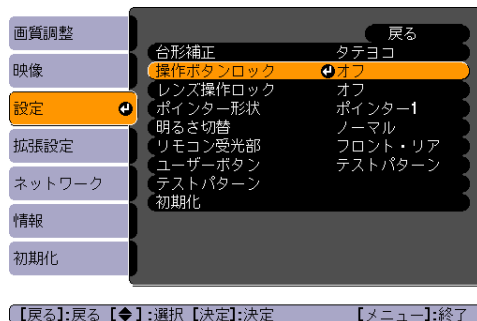 画質調整
映像
設定
拡張設定
ネットワーク
情報
初期化
戻る
台形補正 タテヨコ
操作ボタンロック オフ
レンズ操作ロック オフ
ポインター形状 ポインター1
明るさ切替 ノーマル
リモコン受光部 フロント・リア
ユーザーボタン テストパターン
テストパターン
初期化
[戻る]:戻る [◆]:選択 [決定]:決定 [メニュー]:終了